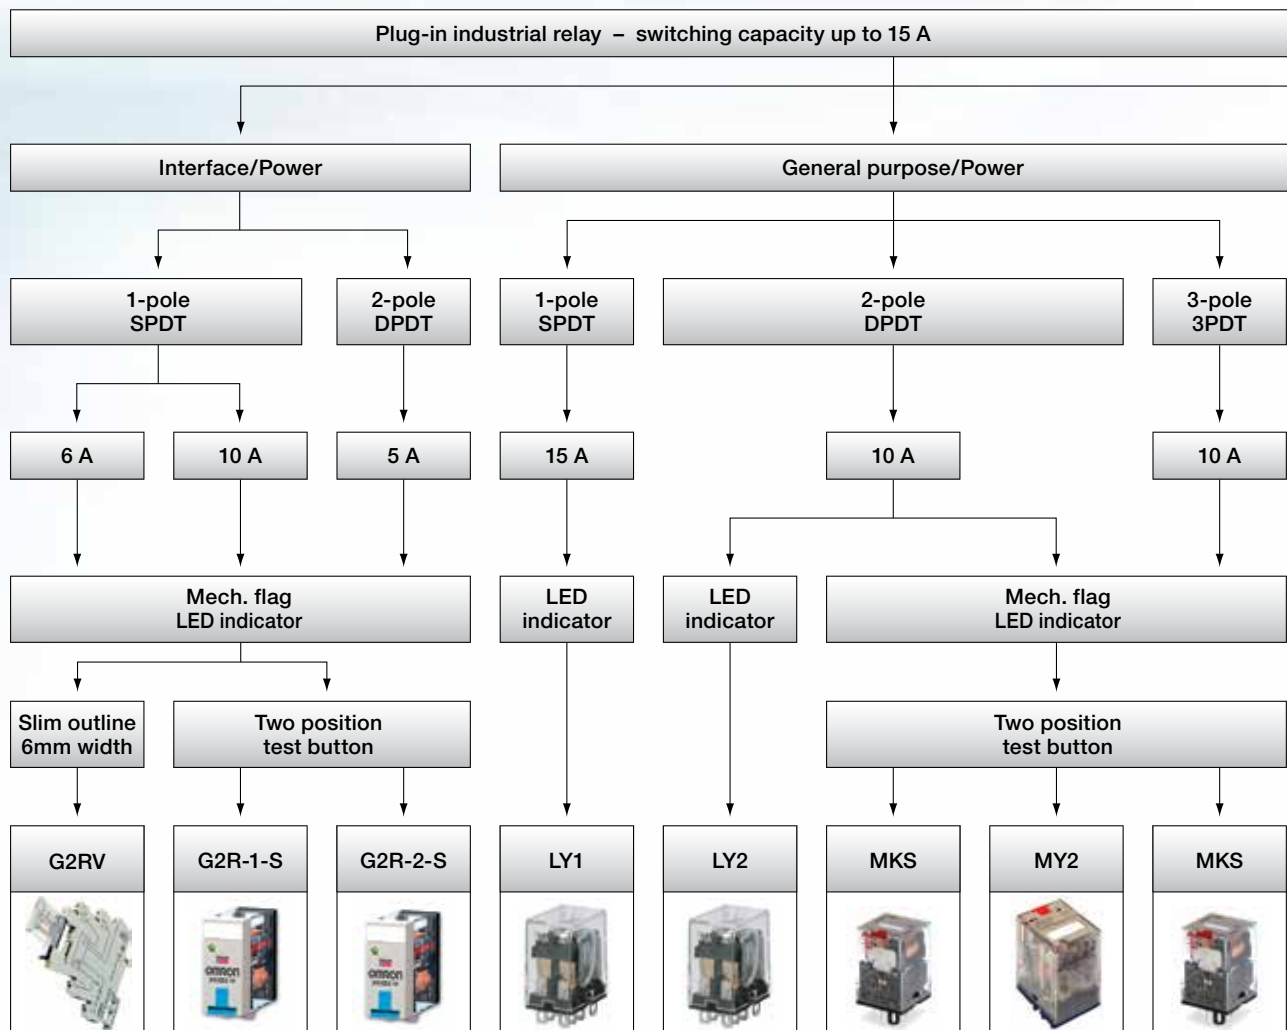 Plug-in industrial relay – switching capacity up to 15 A
Interface/Power
General purpose/Power
1-pole
SPDT
2-pole
DPDT
1-pole
SPDT
2-pole
DPDT
3-pole
3PDT
6 A
10 A
5 A
15 A
10 A
10 A
Mech. flag
LED indicator
LED
indicator
LED
indicator
Mech. flag
LED indicator
Slim outline
6mm width
Two position
test button
Two position
test button
G2RV
G2R-1-S
G2R-2-S
LY1
LY2
MKS
MY2
MKS
OMRON
OMRON